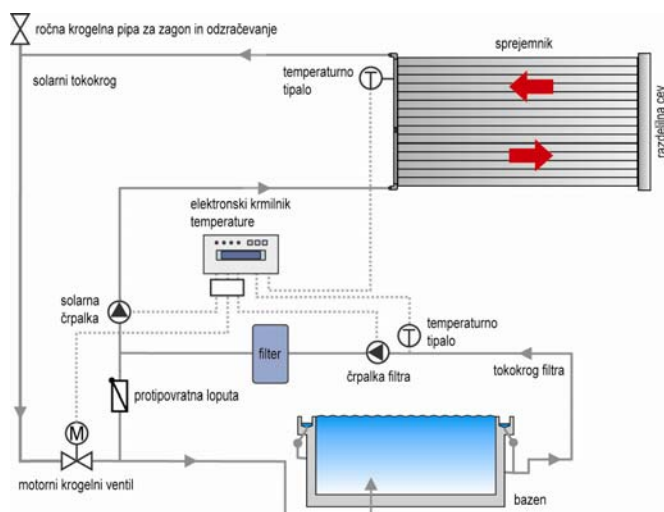 ročna krogelna pipa za zagon in odzračevanje
sprejemnik
solarni tokokrog
temperaturno
tipalo
T
razdelilna cev
elektronski krmilnik
temperature
solarna
črpalka
temperaturno
tipalo
T
filter
črpalka filtra
tokokrog filtra
protipovratna loputa
M
motorni krogelni ventil
bazen